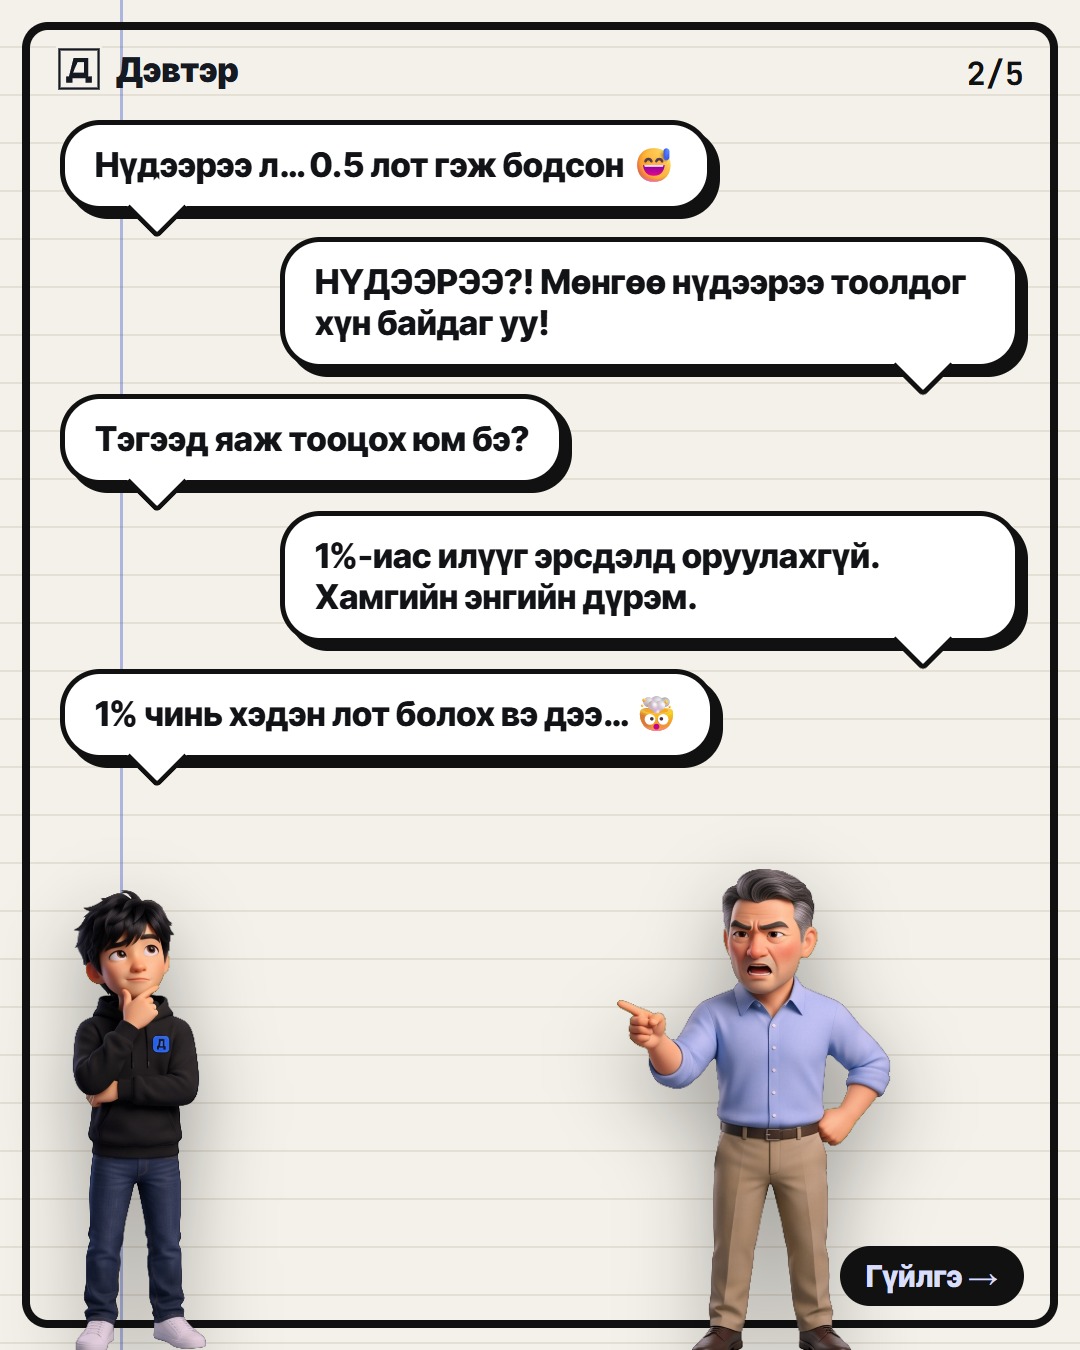 Д Дэвтэр
2/5
Нүдээрээ л... 0.5 лот гэж бодсон 😅
НҮДЭЭРЭЭ?! Мөнгөө нүдээрээ тоолдог
хүн байдаг уу!
Тэгээд яаж тооцох юм бэ?
1%-иас илүүг эрсдэлд оруулахгүй.
Хамгийн энгийн дүрэм.
1% чинь хэдэн лот болох вэ дээ... 🤯
Д
Гүйлгэ →